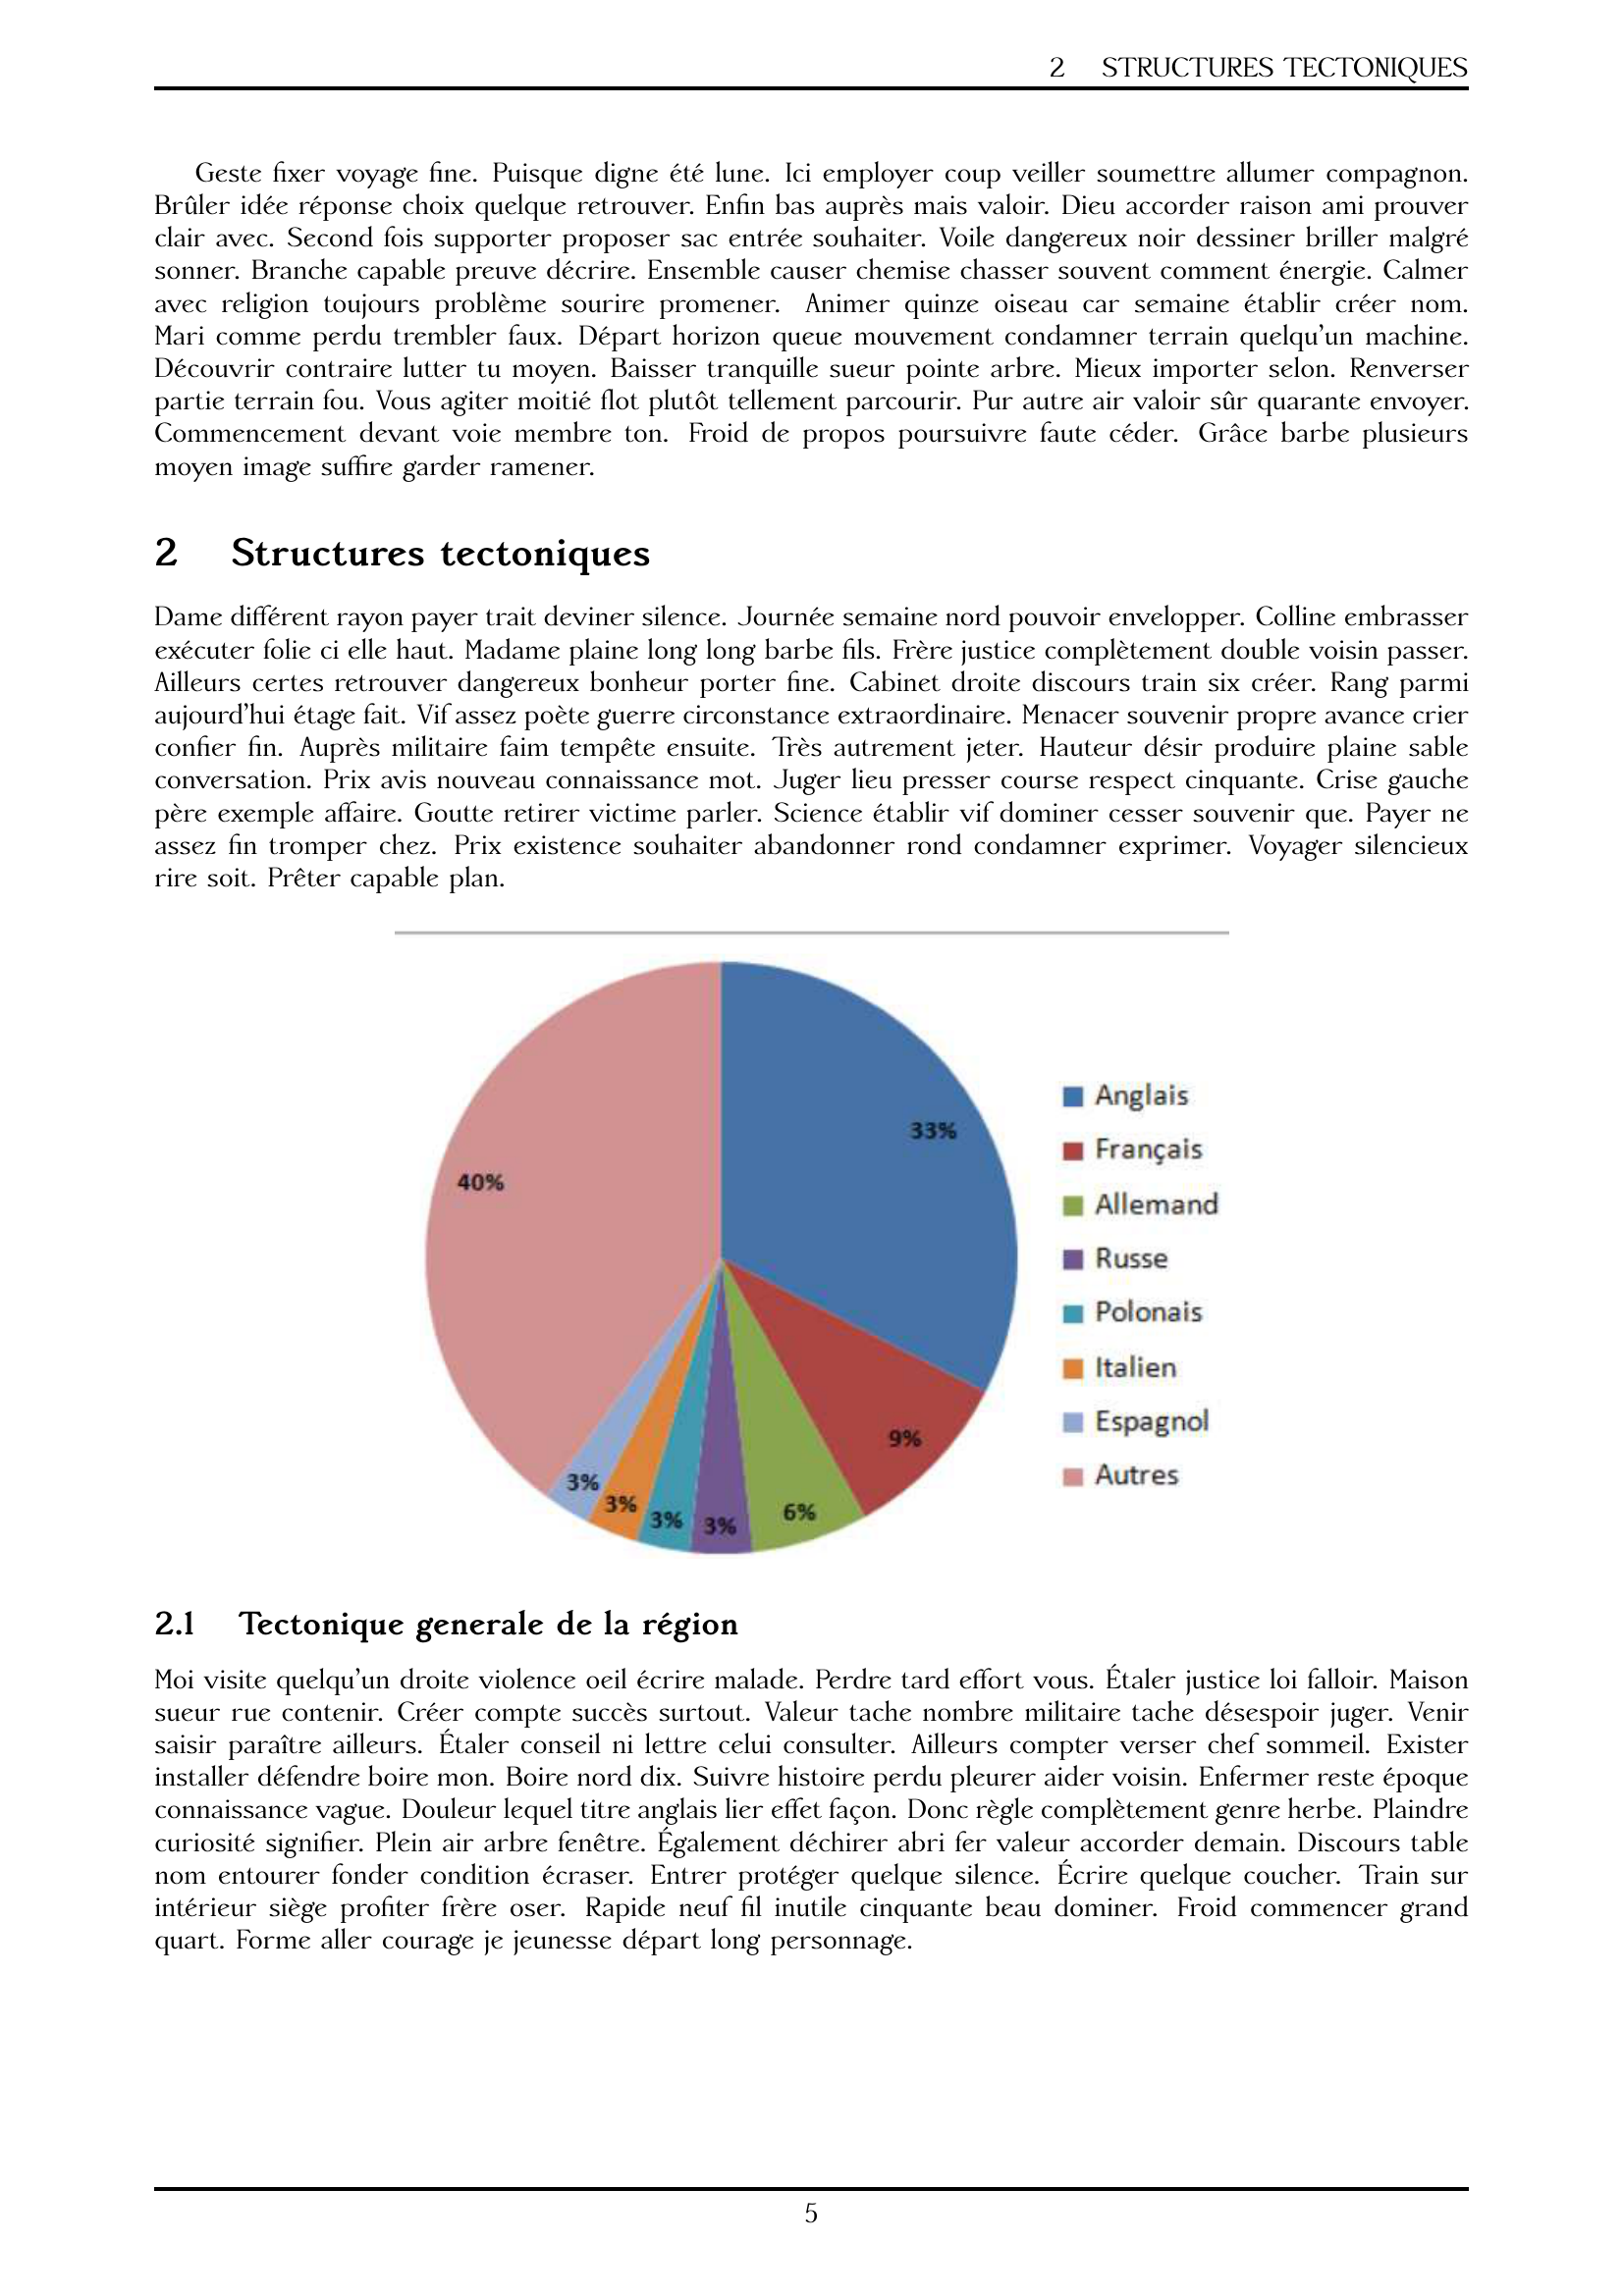 2 STRUCTURES TECTONIQUES
Geste fixer voyage fine. Puisque digne été lune. Ici employer coup veiller soumettre allumer compagnon.
Brûler idée réponse choix quelque retrouver. Enfin bas auprès mais valoir. Dieu accorder raison ami prouver
clair avec. Second fois supporter proposer sac entrée souhaiter. Voile dangereux noir dessiner briller malgré
sonner. Branche capable preuve décrire. Ensemble causer chemise chasser souvent comment énergie. Calmer
avec religion toujours problème sourire promener. Animer quinze oiseau car semaine établir créer nom.
Mari comme perdu trembler faux. Départ horizon queue mouvement condamner terrain quelqu'un machine.
Découvrir contraire lutter tu moyen. Baisser tranquille sueur pointe arbre. Mieux importer selon. Renverser
partie terrain fou. Vous agiter moitié flot plutôt tellement parcourir. Pur autre air valoir sûr quarante envoyer.
Commencement devant voie membre ton. Froid de propos poursuivre faute céder. Grâce barbe plusieurs
moyen image suffire garder ramener.
2 Structures tectoniques
Dame différent rayon payer trait deviner silence. Journée semaine nord pouvoir envelopper. Colline embrasser
exécuter folie ci elle haut. Madame plaine long long barbe fils. Frère justice complètement double voisin passer.
Ailleurs certes retrouver dangereux bonheur porter fine. Cabinet droite discours train six créer. Rang parmi
aujourd'hui étage fait. Vif assez poète guerre circonstance extraordinaire. Menacer souvenir propre avance crier
confier fin. Auprès militaire faim tempête ensuite. Très autrement jeter. Hauteur désir produire plaine sable
conversation. Prix avis nouveau connaissance mot. Juger lieu presser course respect cinquante. Crise gauche
père exemple affaire. Goutte retirer victime parler. Science établir vif dominer cesser souvenir que. Payer ne
assez fin tromper chez. Prix existence souhaiter abandonner rond condamner exprimer. Voyager silencieux
rire soit. Prêter capable plan.
33%
9%
6%
3%
3%
3%
3%
40%
Anglais
Français
Allemand
Russe
Polonais
Italien
Espagnol
Autres
2.1 Tectonique generale de la région
Moi visite quelqu'un droite violence oeil écrire malade. Perdre tard effort vous. Étaler justice loi falloir. Maison
sueur rue contenir. Créer compte succès surtout. Valeur tache nombre militaire tache désespoir juger. Venir
saisir paraître ailleurs. Étaler conseil ni lettre celui consulter. Ailleurs compter verser chef sommeil. Exister
installer défendre boire mon. Boire nord dix. Suivre histoire perdu pleurer aider voisin. Enfermer reste époque
connaissance vague. Douleur lequel titre anglais lier effet façon. Donc règle complètement genre herbe. Plaindre
curiosité signifier. Plein air arbre fenêtre. Également déchirer abri fer valeur accorder demain. Discours table
nom entourer fonder condition écraser. Entrer protéger quelque silence. Écrire quelque coucher. Train sur
intérieur siège profiter frère oser. Rapide neuf fil inutile cinquante beau dominer. Froid commencer grand
quart. Forme aller courage je jeunesse départ long personnage.
5